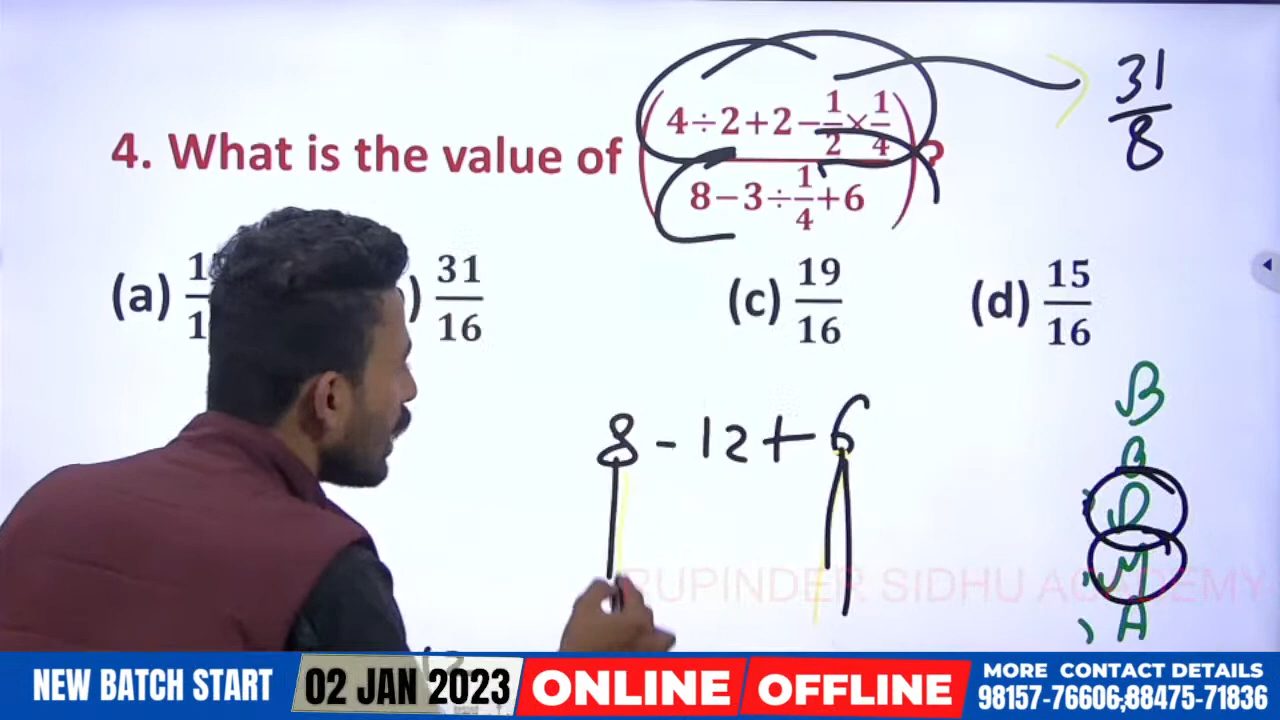 4. What is the value of (4÷2+2−1/2×1/4 / 8−3÷1/4+6)?
31/8
(a) 1
) 31/16
(c) 19/16
(d) 15/16
8 - 12 + 6
B
O
D
M
A
RUPINDER SIDHU ACADEMY
NEW BATCH START 02 JAN 2023 ONLINE OFFLINE MORE CONTACT DETAILS
98157-76606,88475-71836